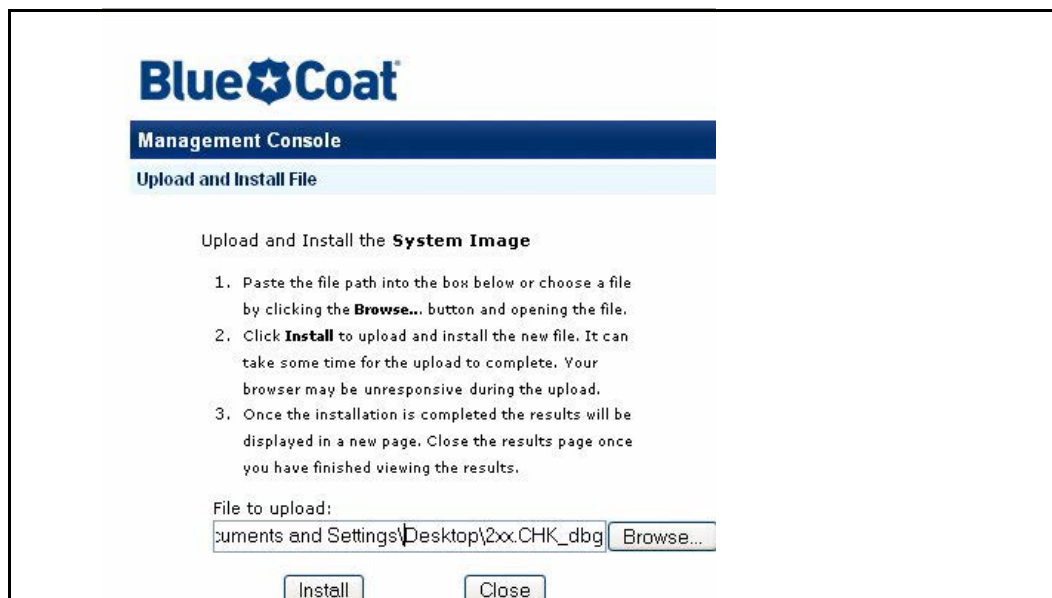 Blue Coat
Management Console
Upload and Install File
Upload and Install the System Image
1. Paste the file path into the box below or choose a file
by clicking the Browse... button and opening the file.
2. Click Install to upload and install the new file. It can
take some time for the upload to complete. Your
browser may be unresponsive during the upload.
3. Once the installation is completed the results will be
displayed in a new page. Close the results page once
you have finished viewing the results.
File to upload:
cuments and Settings\Desktop\2xx.CHK_dbg Browse...
Install Close